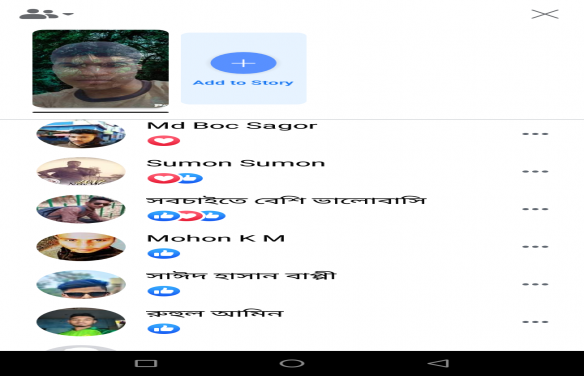 Add to Story
Md Boc Sagor
Sumon Sumon
সবচাইতে বেশি ভালোবাসি
Mohon K M
সাঈদ হাসান বাপ্পী
রুহুল আমিন